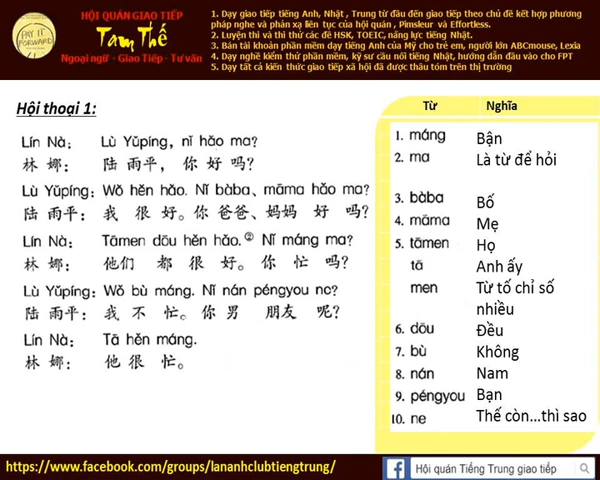 PAY IT
FORWARD
HỘI QUÁN GIAO TIẾP
Tam Thế
Ngoại ngữ - Giao Tiếp - Tư vấn
1. Dạy giao tiếp tiếng Anh, Nhật , Trung từ đầu đến giao tiếp theo chủ đề kết hợp phương
pháp nghe và phản xạ liên tục của hội quán , Pimsleur và Effortless.
2. Luyện thi và thi thử các đề HSK, TOEIC, năng lực tiếng Nhật.
3. Bán tài khoản phần mềm dạy tiếng Anh của Mỹ cho trẻ em, người lớn ABCmouse, Lexia
4. Dạy nghề kiểm thử phần mềm, kỹ sư cầu nối tiếng Nhật, hướng dẫn đầu vào cho FPT
5. Dạy tất cả kiến thức giao tiếp xã hội đã được thâu tóm trên thị trường
Hội thoại 1:
Lín Nà: Lù Yǔpíng, nǐ hǎo ma?
林 娜: 陆 雨平, 你 好 吗?
Lù Yǔpíng: Wǒ hěn hǎo. Nǐ bàba, māma hǎo ma?
陆 雨平: 我 很 好。你 爸爸、妈妈 好 吗?
Lín Nà: Tāmen dōu hěn hǎo.② Nǐ máng ma?
林 娜: 他们 都 很 好。你 忙 吗?
Lù Yǔpíng: Wǒ bù máng. Nǐ nán péngyou ne?
陆 雨平: 我 不 忙。你 男 朋友 呢?
Lín Nà: Tā hěn máng.
林 娜: 他 很 忙。
Từ Nghĩa
1. máng Bận
2. ma Là từ để hỏi
3. bàba Bố
4. māma Mẹ
5. tāmen Họ
tā Anh ấy
men Từ tố chỉ số
nhiều
6. dōu Đều
7. bù Không
8. nán Nam
9. péngyou Bạn
10. ne Thế còn...thì sao
https://www.facebook.com/groups/lananhclubtiengtrung/
f Hội quán Tiếng Trung giao tiếp